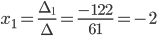 x₁ = Δ₁/Δ = −122/61 = −2